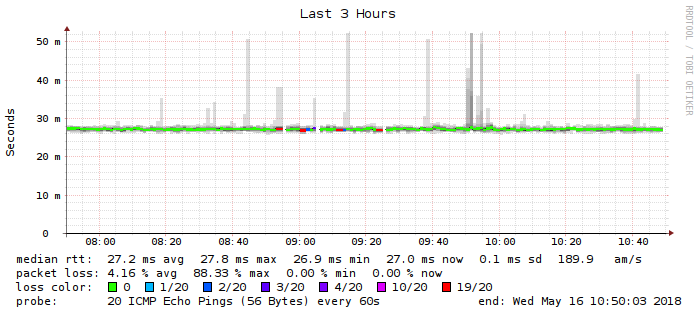 Last 3 Hours
RRDTOOL / TOBI OETIKER
Seconds
50 m
40 m
30 m
20 m
10 m
0
08:00 08:20 08:40 09:00 09:20 09:40 10:00 10:20 10:40
median rtt: 27.2 ms avg 27.8 ms max 26.9 ms min 27.0 ms now 0.1 ms sd 189.9 am/s
packet loss: 4.16 % avg 88.33 % max 0.00 % min 0.00 % now
loss color: 0 1/20 2/20 3/20 4/20 10/20 19/20
probe: 20 ICMP Echo Pings (56 Bytes) every 60s end: Wed May 16 10:50:03 2018